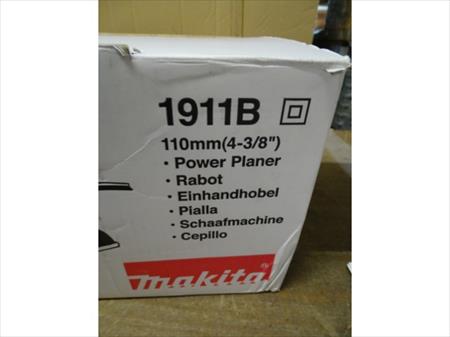 1911B
110mm(4-3/8")
· Power Planer
· Rabot
· Einhandhobel
· Pialla
· Schaafmachine
· Cepillo
makita®